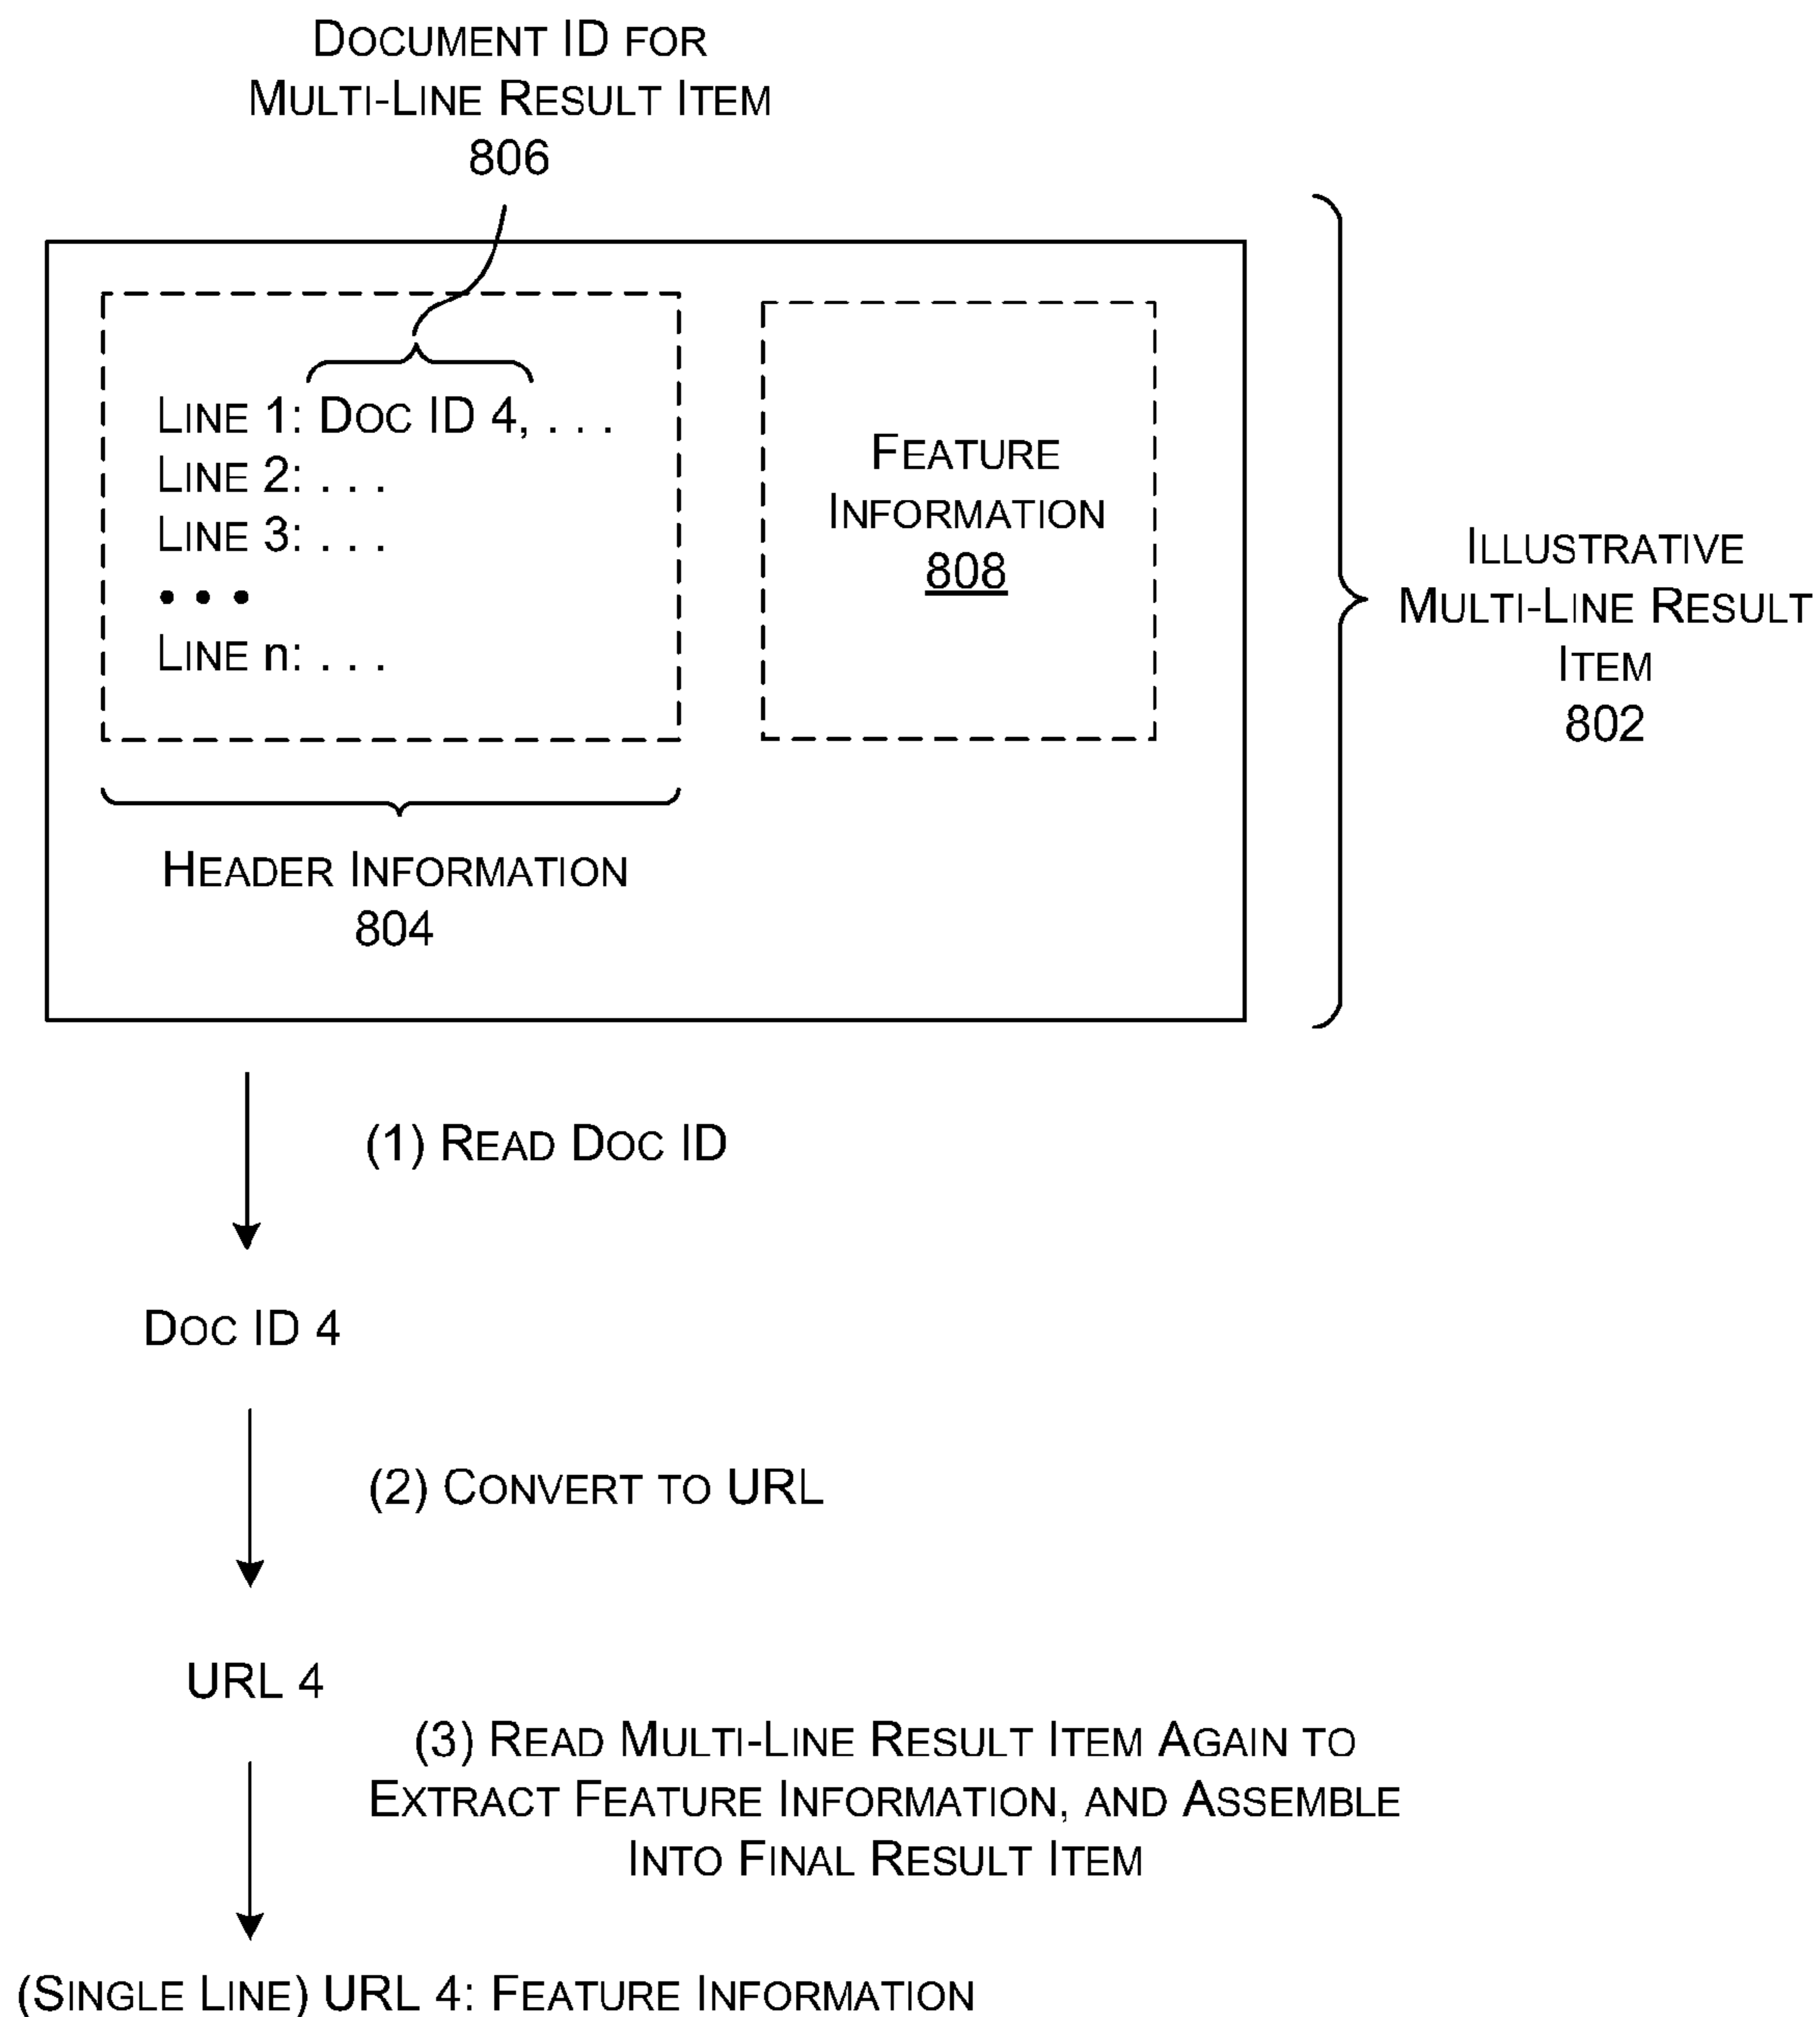 DOCUMENT ID FOR
MULTI-LINE RESULT ITEM
806
LINE 1: DOC ID 4, . . .
LINE 2: . . .
LINE 3: . . .
• • •
LINE n: . . .
FEATURE
INFORMATION
808
ILLUSTRATIVE
MULTI-LINE RESULT
ITEM
802
HEADER INFORMATION
804
(1) READ DOC ID
DOC ID 4
(2) CONVERT TO URL
URL 4
(3) READ MULTI-LINE RESULT ITEM AGAIN TO
EXTRACT FEATURE INFORMATION, AND ASSEMBLE
INTO FINAL RESULT ITEM
(SINGLE LINE) URL 4: FEATURE INFORMATION